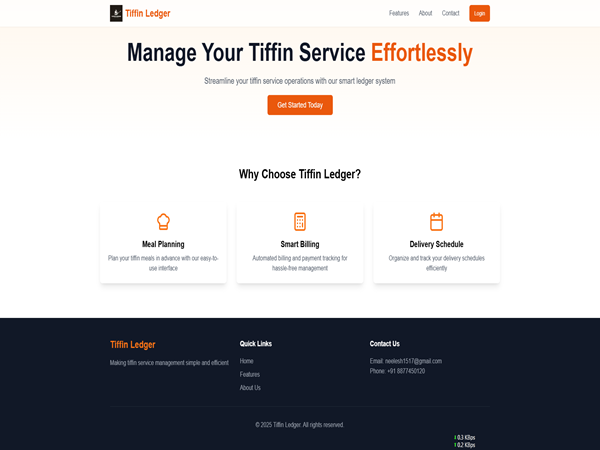 Tiffin Ledger
Features About Contact Login
Manage Your Tiffin Service Effortlessly
Streamline your tiffin service operations with our smart ledger system
Get Started Today
Why Choose Tiffin Ledger?
Meal Planning
Plan your tiffin meals in advance with our easy-to-
use interface
Smart Billing
Automated billing and payment tracking for
hassle-free management
Delivery Schedule
Organize and track your delivery schedules
efficiently
Tiffin Ledger
Making tiffin service management simple and efficient
Quick Links
Home
Features
About Us
Contact Us
Email: neelesh1517@gmail.com
Phone: +91 8877450120
© 2025 Tiffin Ledger. All rights reserved.
0.3 KBps
0.2 KBps